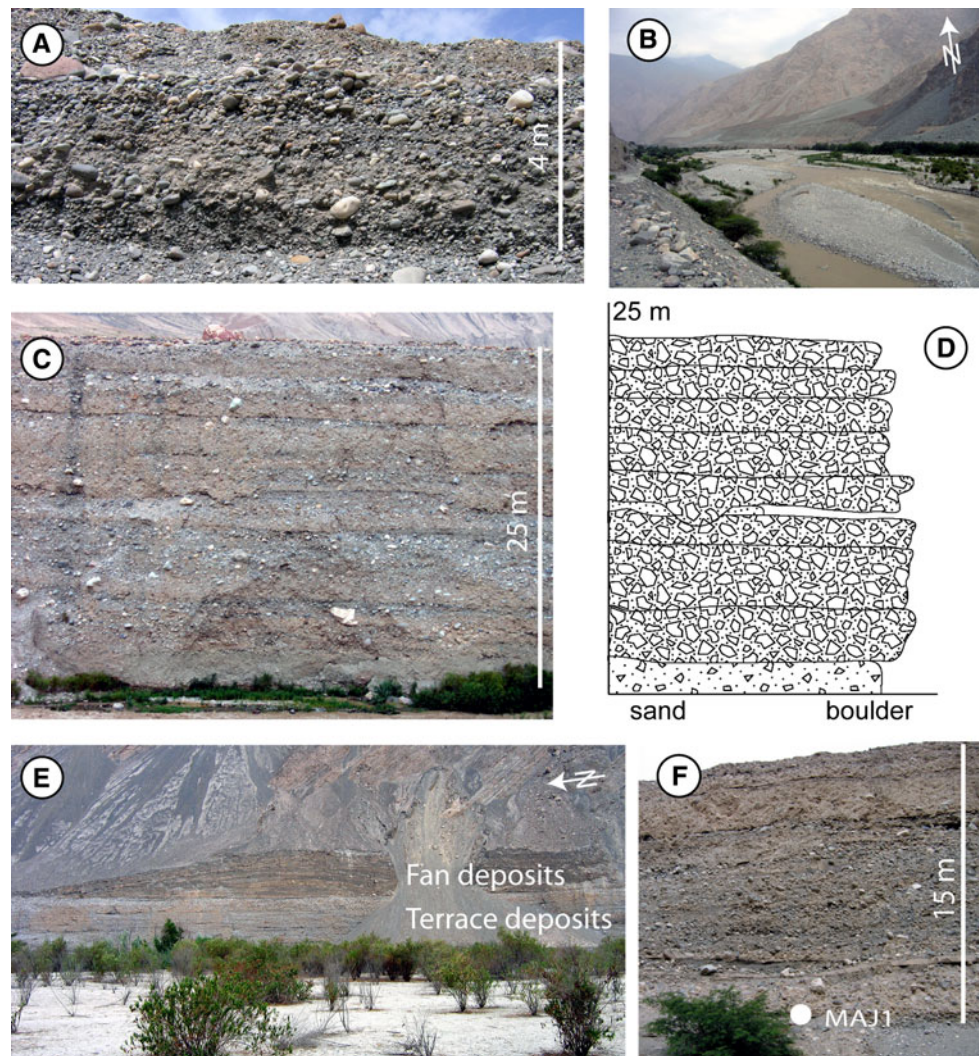 A
4 m
B
N
C
25 m
25 m
D
sand boulder
E
N
Fan deposits
Terrace deposits
F
15 m
MAJ1